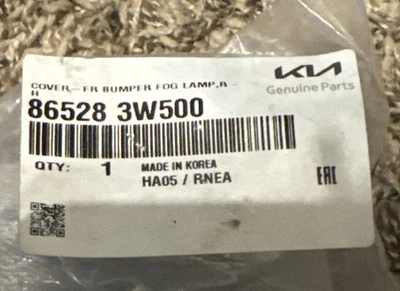 COVER-FR BUMPER FOG LAMP,R
H
KIA
Genuine Parts
86528 3W500
QTY: 1
MADE IN KOREA
HA05 / RNEA
EAC